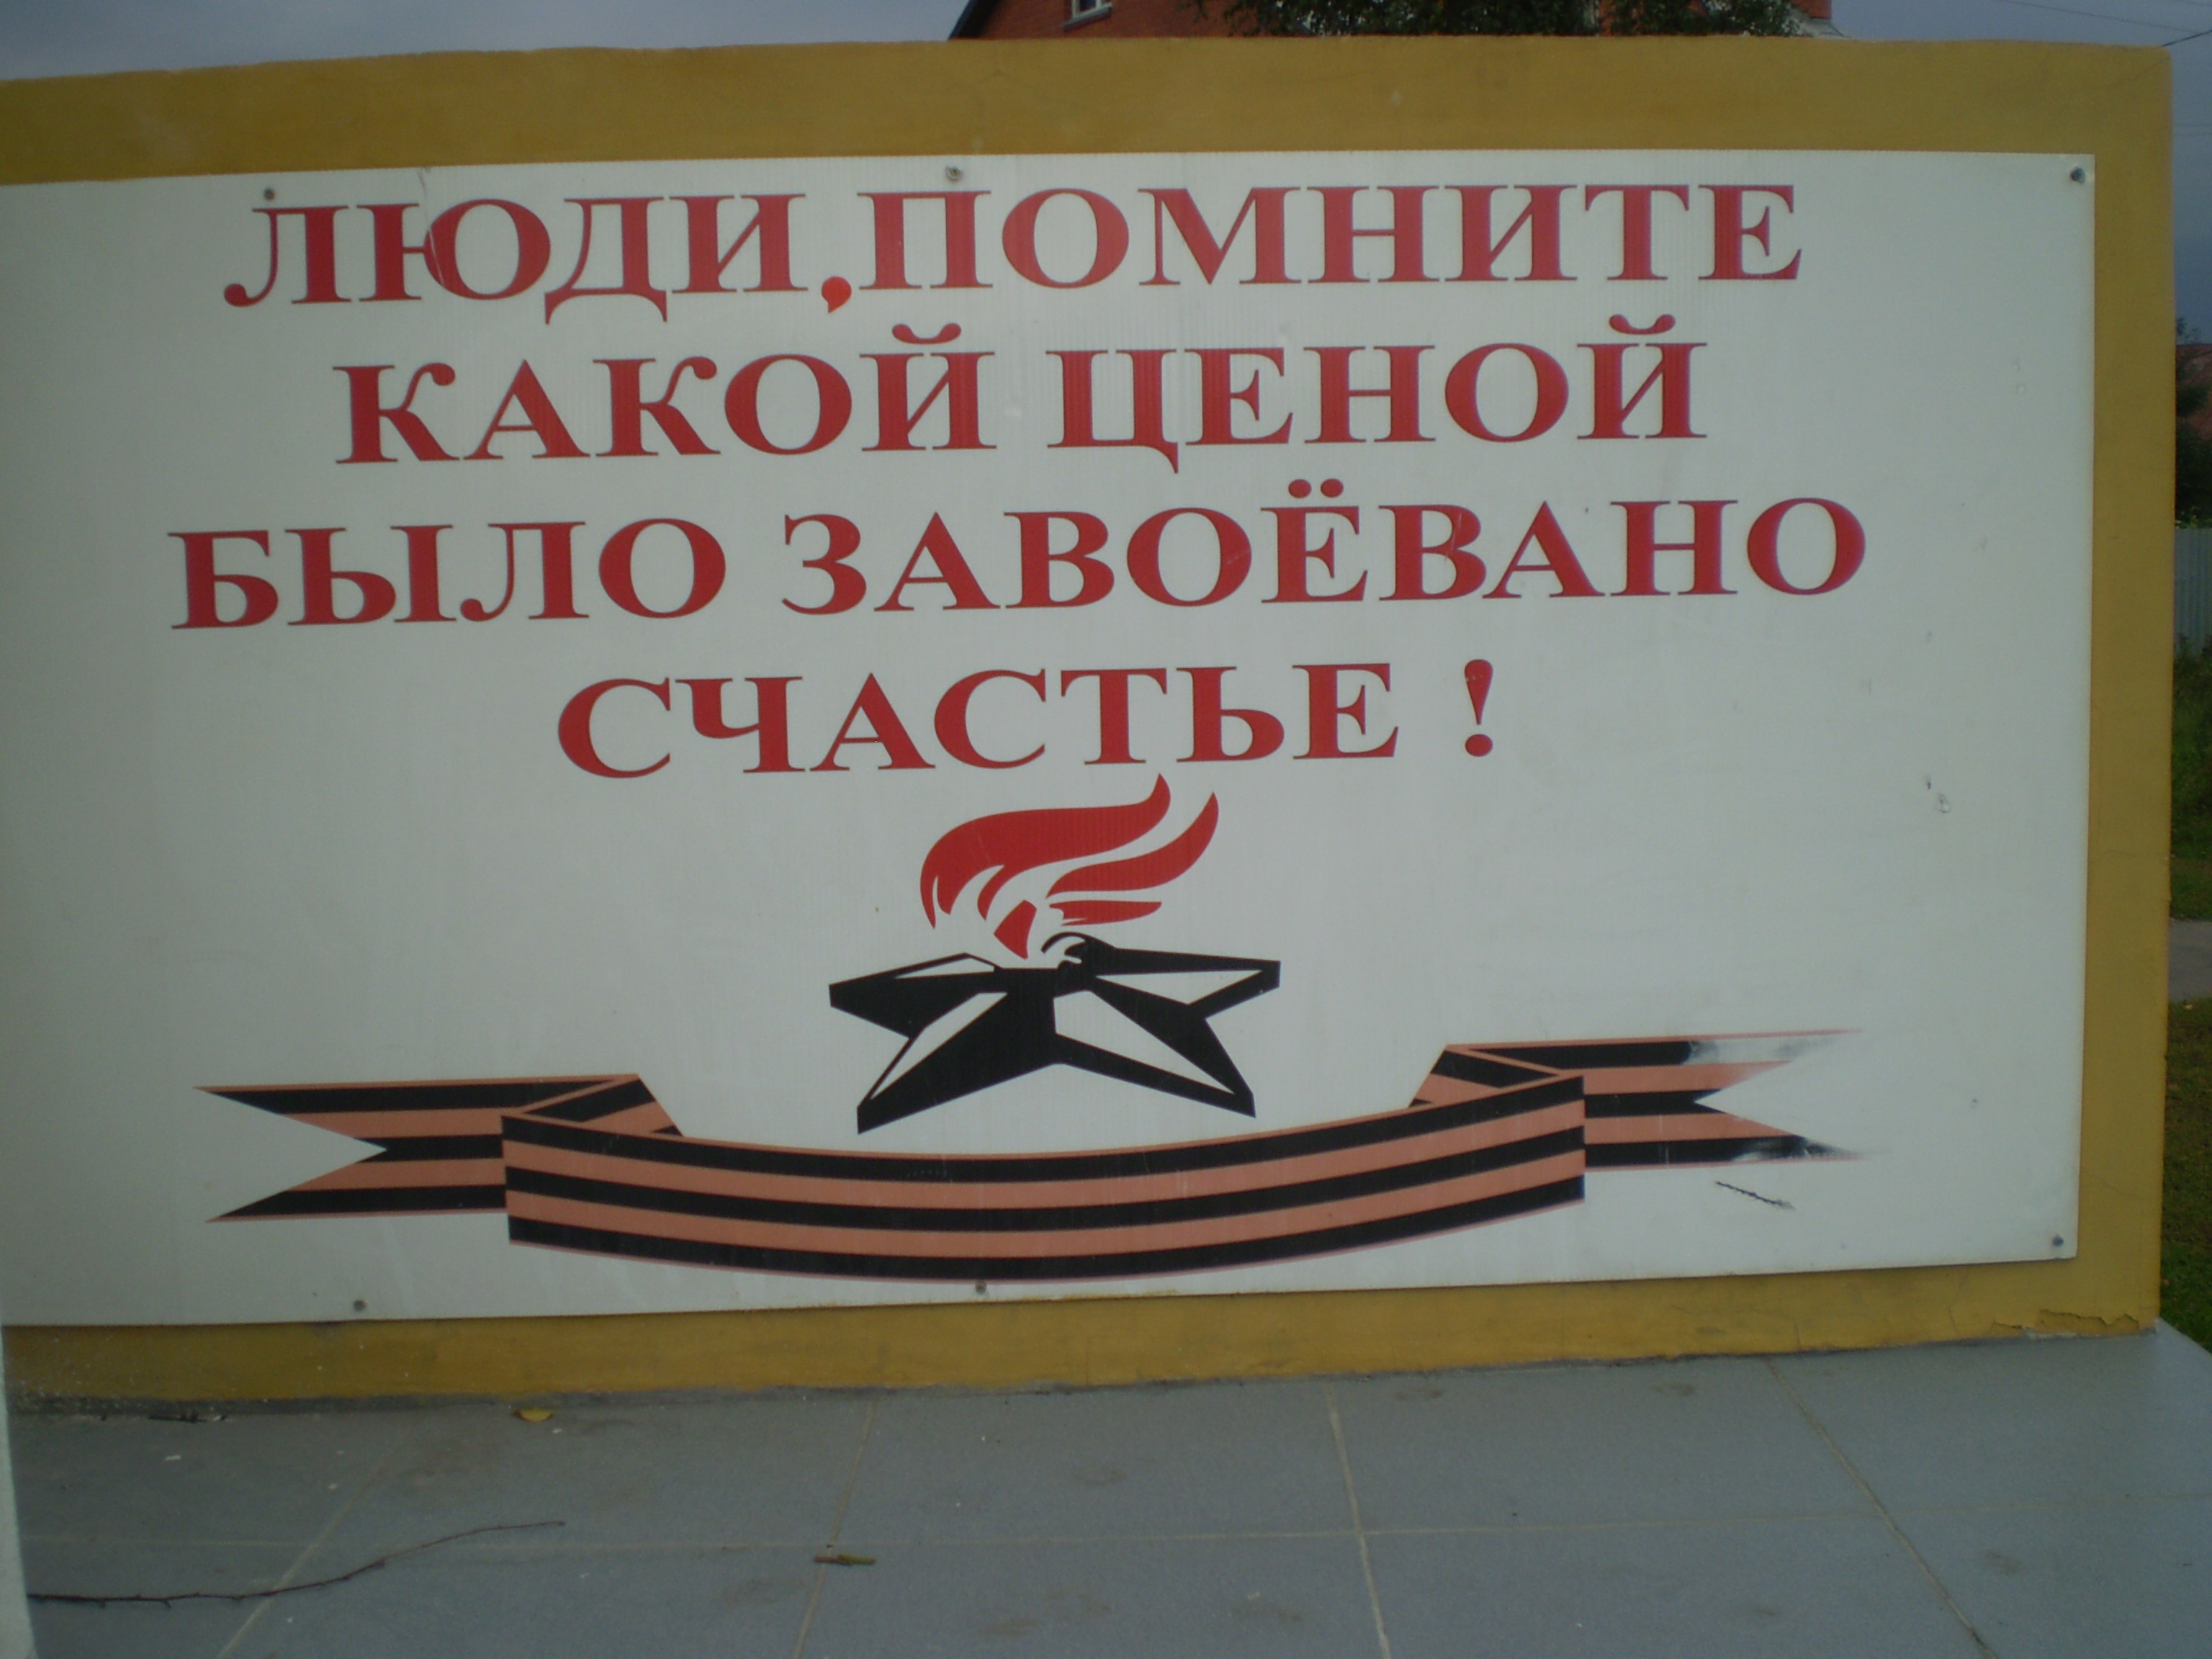 ЛЮДИ,ПОМНИТЕ
КАКОЙ ЦЕНОЙ
БЫЛО ЗАВОЁВАНО
СЧАСТЬЕ !